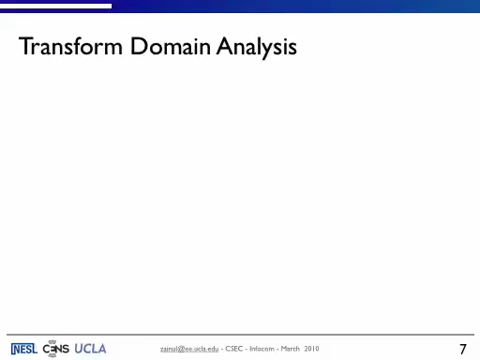 Transform Domain Analysis
NESL CENS UCLA
zainul@ee.ucla.edu - CSEC - Infocom - March 2010
7